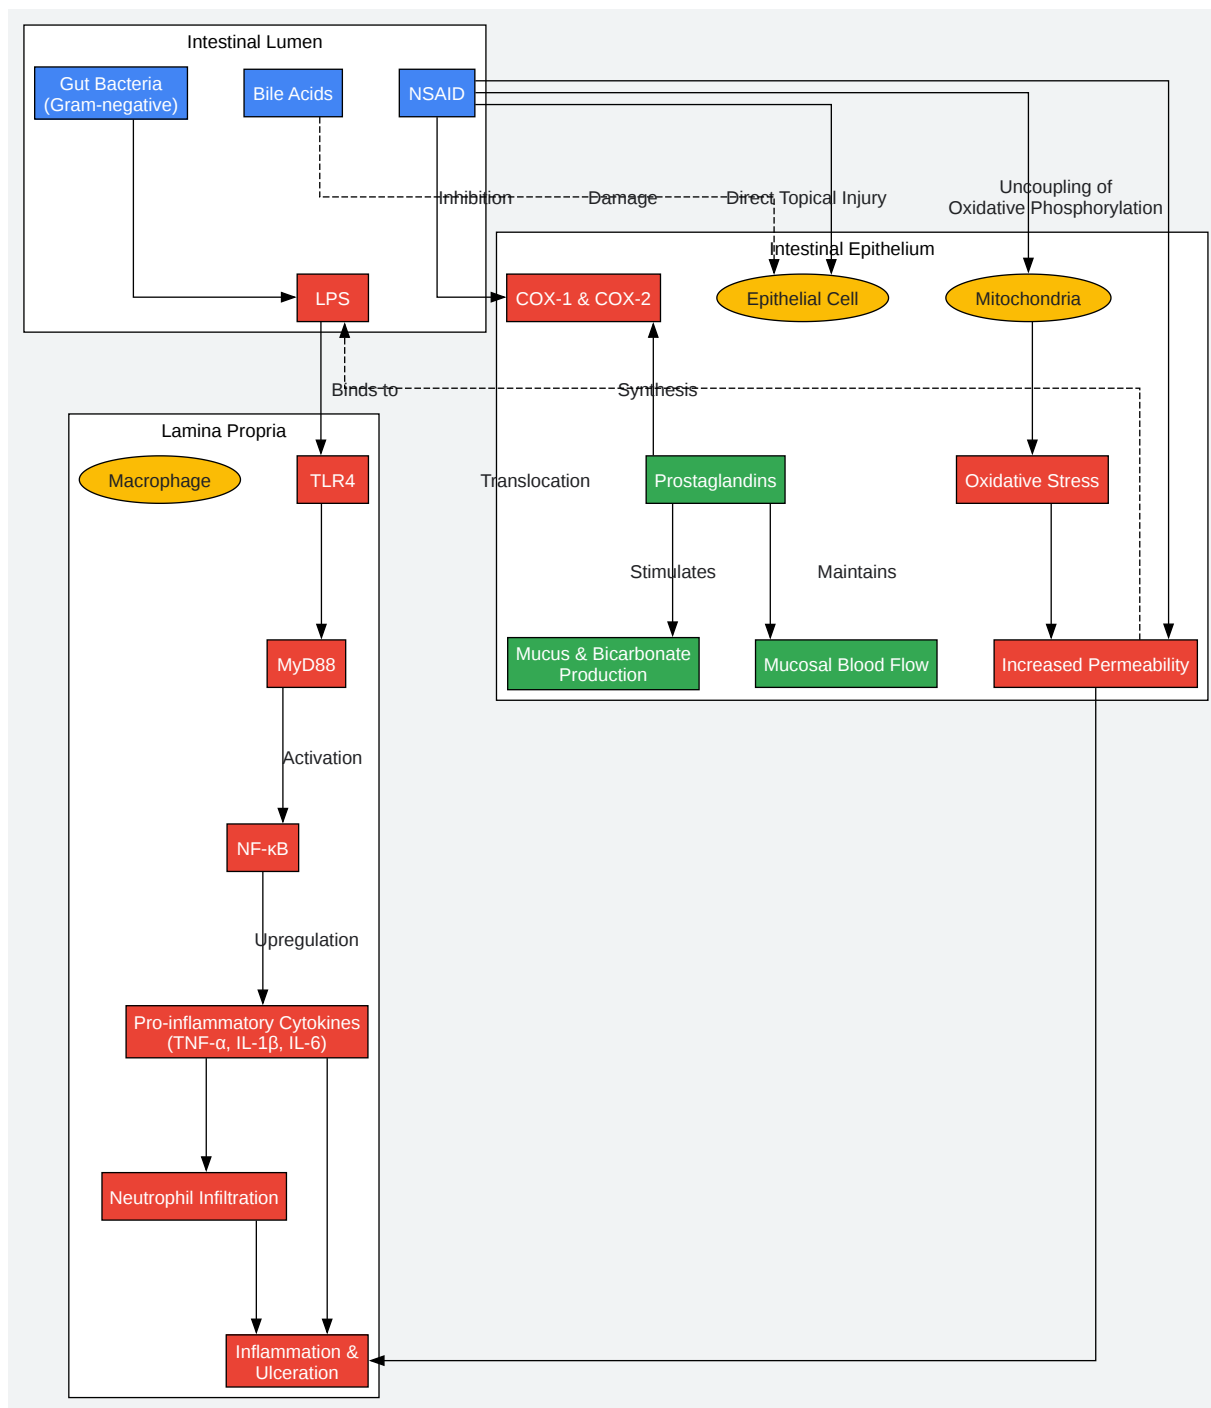 Intestinal Lumen
Gut Bacteria
(Gram-negative)
Bile Acids
NSAID
Inhibition
Damage
Direct Topical Injury
Uncoupling of
Oxidative Phosphorylation
Intestinal Epithelium
LPS
COX-1 & COX-2
Epithelial Cell
Mitochondria
Binds to
Synthesis
Lamina Propria
Macrophage
TLR4
Translocation
Prostaglandins
Oxidative Stress
Stimulates
Maintains
MyD88
Mucus & Bicarbonate
Production
Mucosal Blood Flow
Increased Permeability
Activation
NF-κB
Upregulation
Pro-inflammatory Cytokines
(TNF-α, IL-1β, IL-6)
Neutrophil Infiltration
Inflammation &
Ulceration